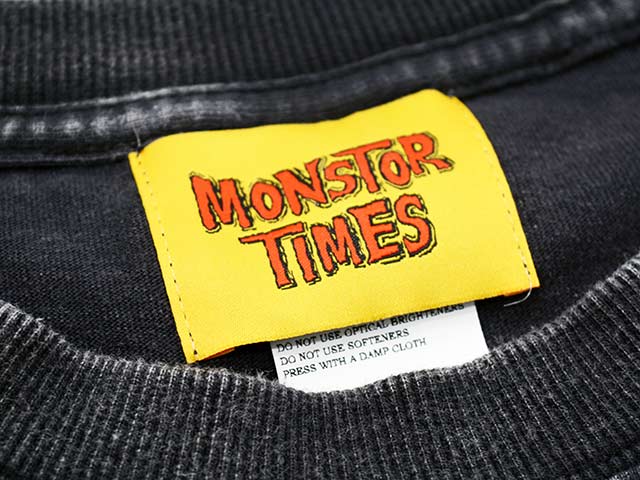 MONSTOR
TIMES
DO NOT USE OPTICAL BRIGHTENERS
DO NOT USE SOFTENERS
PRESS WITH A DAMP CLOTH